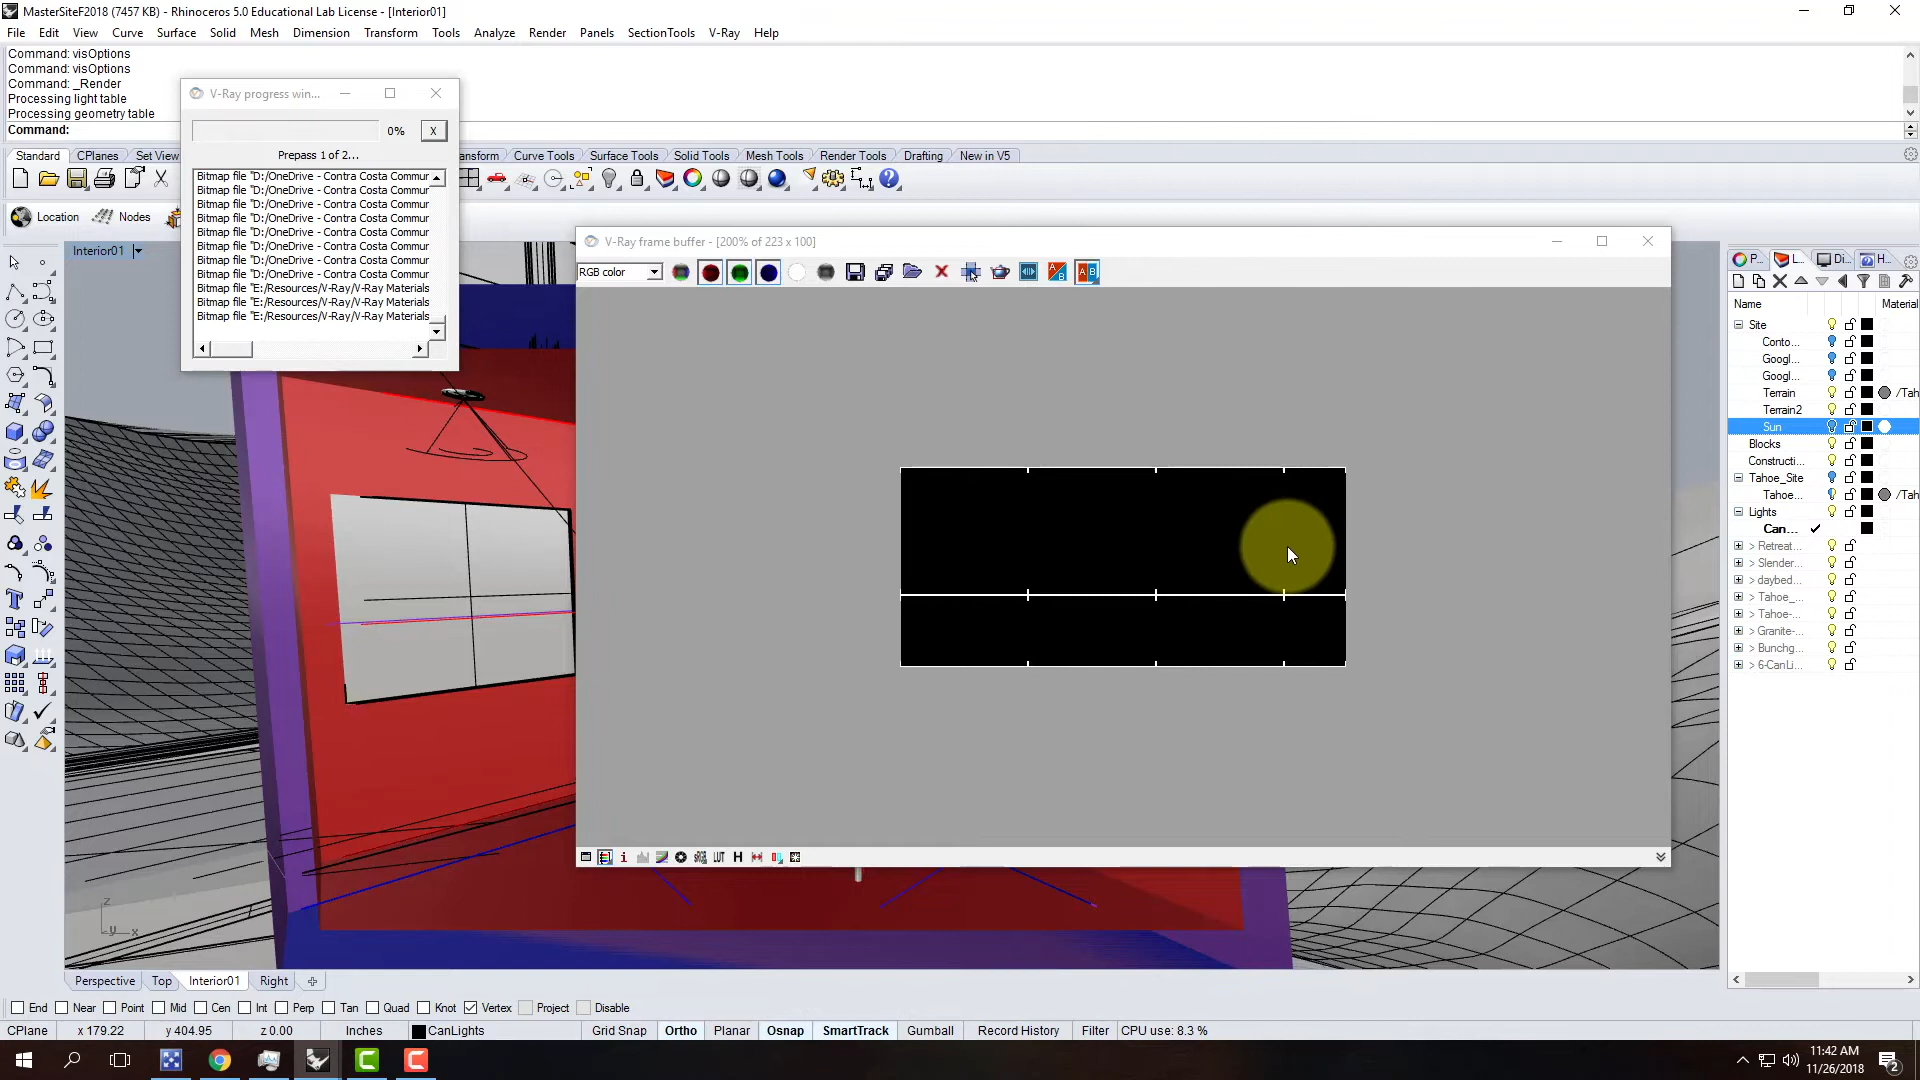 MasterSiteF2018 (7457 KB) - Rhinoceros 5.0 Educational Lab License - [Interior01]
File Edit View Curve Surface Solid Mesh Dimension Transform Tools Analyze Render Panels SectionTools V-Ray Help
Command: visOptions
Command: visOptions
Command: _Render
Processing light table
Processing geometry table
Command:
V-Ray progress win...
0%
X
Prepass 1 of 2...
Bitmap file "D:/OneDrive - Contra Costa Commur
Bitmap file "D:/OneDrive - Contra Costa Commur
Bitmap file "D:/OneDrive - Contra Costa Commur
Bitmap file "D:/OneDrive - Contra Costa Commur
Bitmap file "D:/OneDrive - Contra Costa Commur
Bitmap file "D:/OneDrive - Contra Costa Commur
Bitmap file "D:/OneDrive - Contra Costa Commur
Bitmap file "D:/OneDrive - Contra Costa Commur
Bitmap file "E:/Resources/V-Ray/V-Ray Materials
Bitmap file "E:/Resources/V-Ray/V-Ray Materials
Bitmap file "E:/Resources/V-Ray/V-Ray Materials
Standard CPlanes Set View ansform Curve Tools Surface Tools Solid Tools Mesh Tools Render Tools Drafting New in V5
Location Nodes
Interior01
V-Ray frame buffer - [200% of 223 x 100]
RGB color
LUT H
P... L... Di... H...
Name Material
Site
Conto...
Googl...
Googl...
Terrain /Tah
Terrain2
Sun
Blocks
Constructi...
Tahoe_Site
Tahoe... /Tah
Lights
Can...
> Retreat...
> Slender...
> daybed...
> Tahoe_...
> Tahoe-...
> Granite-...
> Bunchg...
> 6-CanLi...
z
y x
Perspective Top Interior01 Right
End Near Point Mid Cen Int Perp Tan Quad Knot Vertex Project Disable
CPlane x 179.22 y 404.95 z 0.00 Inches CanLights Grid Snap Ortho Planar Osnap SmartTrack Gumball Record History Filter CPU use: 8.3 %
11:42 AM
11/26/2018
2